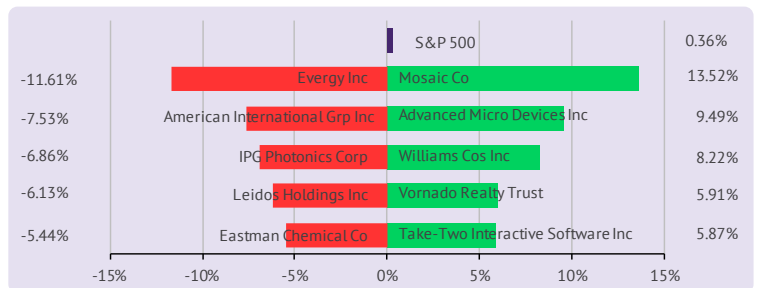 S&P 500 0.36%
-11.61% Evergy Inc Mosaic Co 13.52%
-7.53% American International Grp Inc Advanced Micro Devices Inc 9.49%
-6.86% IPG Photonics Corp Williams Cos Inc 8.22%
-6.13% Leidos Holdings Inc Vornado Realty Trust 5.91%
-5.44% Eastman Chemical Co Take-Two Interactive Software Inc 5.87%
-15% -10% -5% 0% 5% 10% 15%